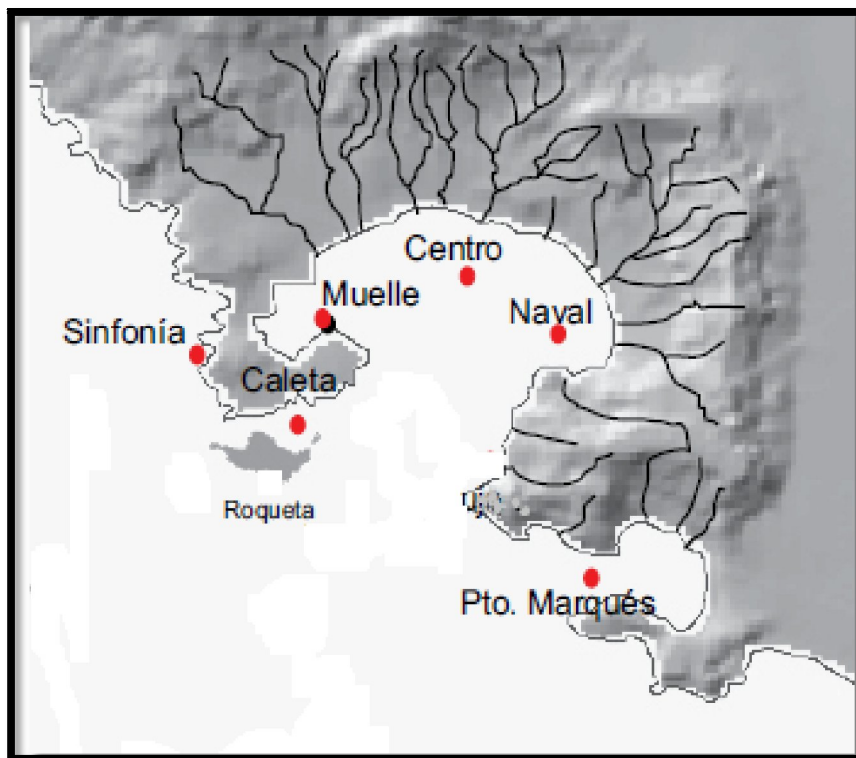 Centro
Muelle
Naval
Sinfonía
Caleta
Roqueta
Pto. Marqués